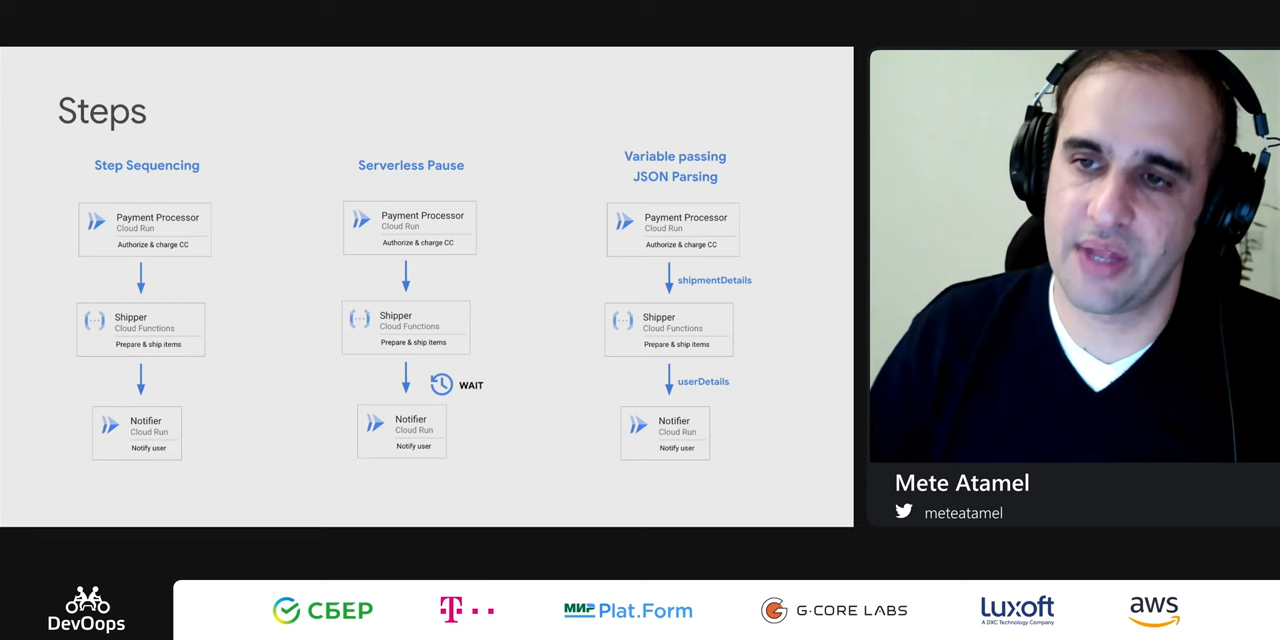 Steps
Step Sequencing
Payment Processor
Cloud Run
Authorize & charge CC
Shipper
Cloud Functions
Prepare & ship items
Notifier
Cloud Run
Notify user
Serverless Pause
Payment Processor
Cloud Run
Authorize & charge CC
Shipper
Cloud Functions
Prepare & ship items
WAIT
Notifier
Cloud Run
Notify user
Variable passing
JSON Parsing
Payment Processor
Cloud Run
Authorize & charge CC
shipmentDetails
Shipper
Cloud Functions
Prepare & ship items
userDetails
Notifier
Cloud Run
Notify user
Mete Atamel
meteatamel
DevOops
СБЕР
T
МИР Plat.Form
G·CORE LABS
luxoft
A DXC Technology Company
aws